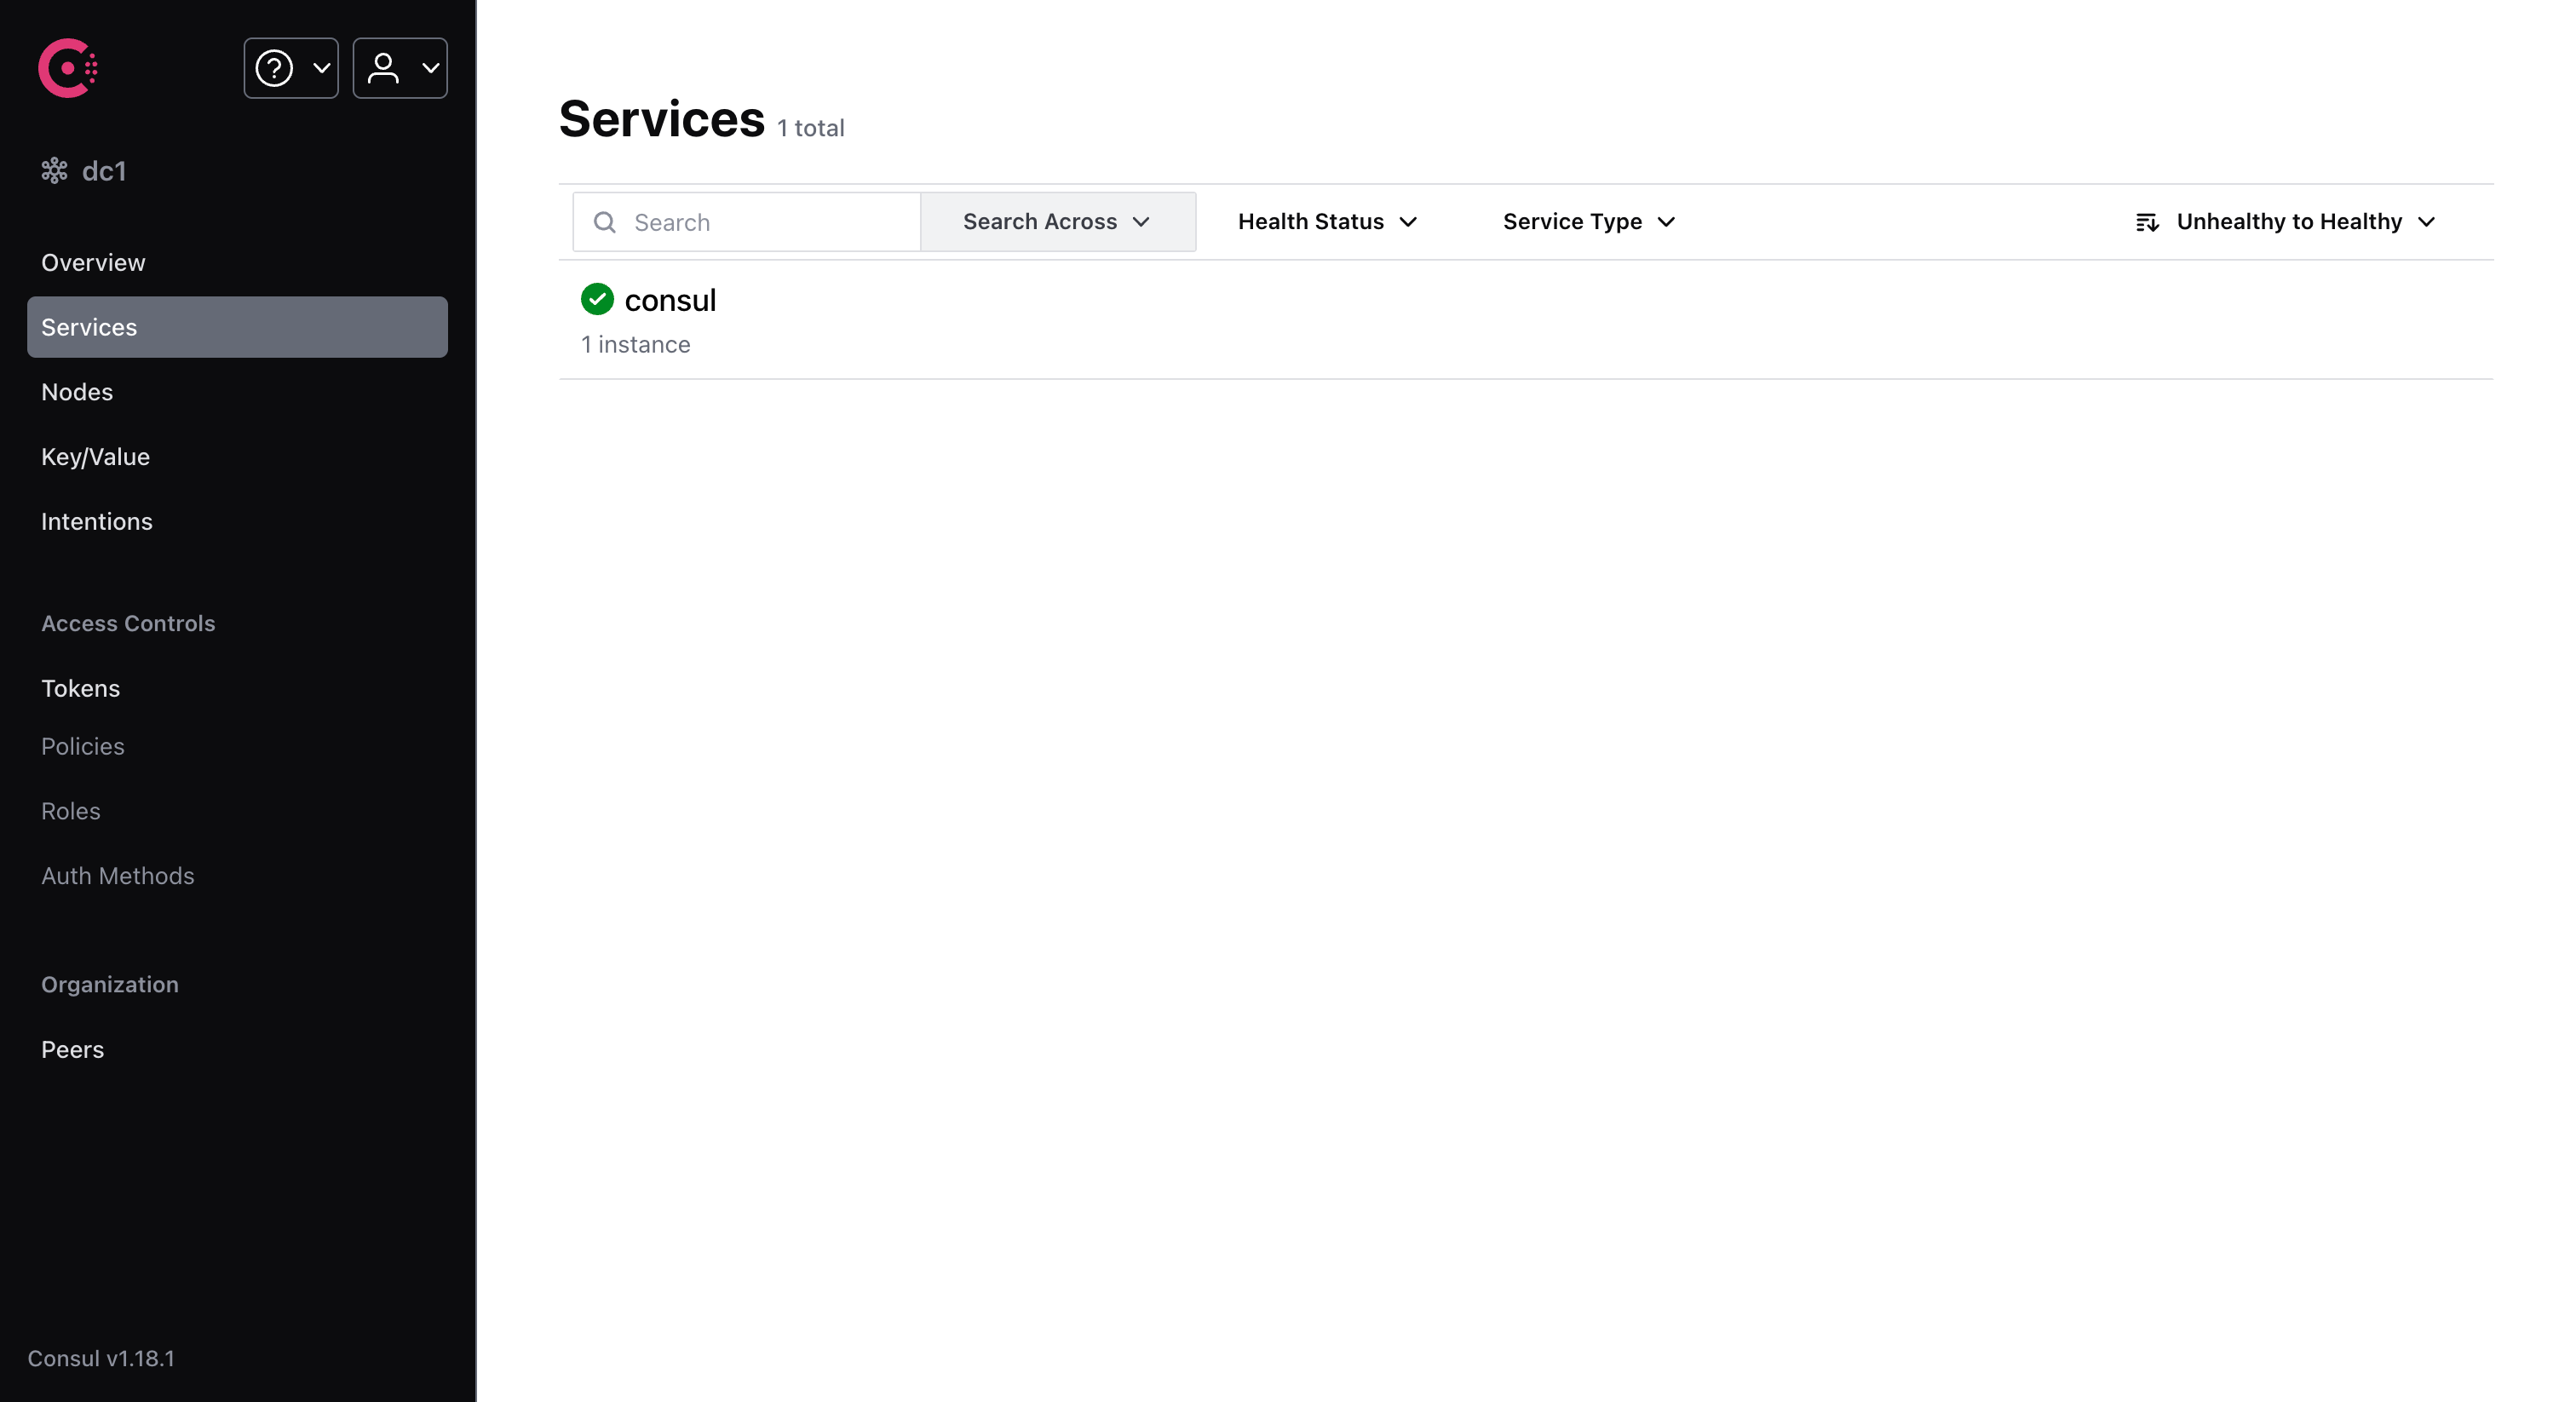 dc1
Overview
Services
Nodes
Key/Value
Intentions
Access Controls
Tokens
Policies
Roles
Auth Methods
Organization
Peers
Consul v1.18.1
Services 1 total
Search Search Across Health Status Service Type Unhealthy to Healthy
consul
1 instance